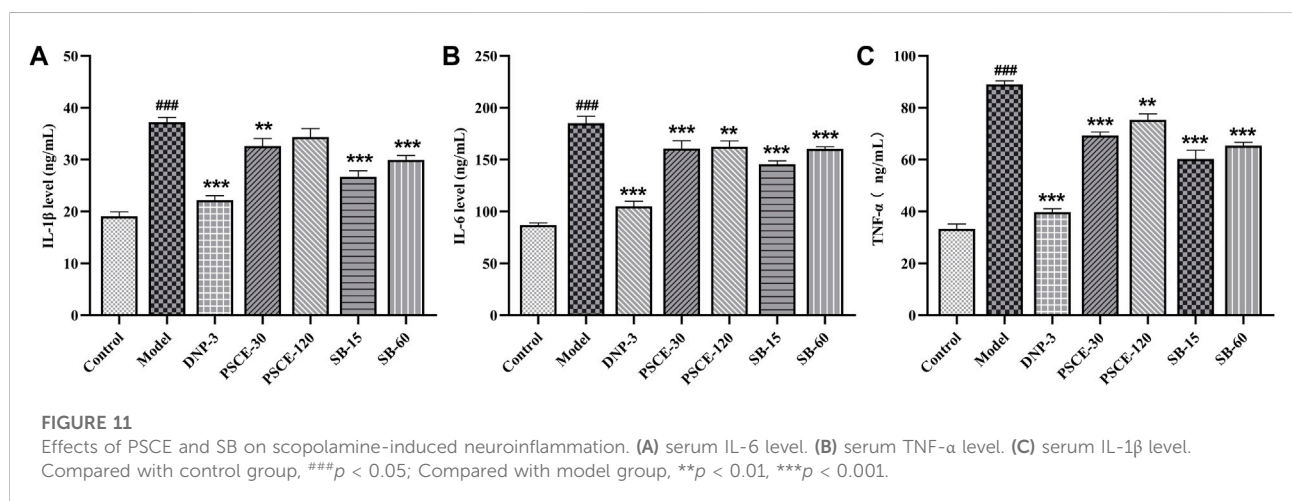 A
50
40
30
20
10
0
IL-1β level (ng/mL)
###
***
**
***
***
Control
Model
DNP-3
PSCE-30
PSCE-120
SB-15
SB-60
B
250
200
150
100
50
0
IL-6 level (ng/mL)
###
***
***
**
***
***
Control
Model
DNP-3
PSCE-30
PSCE-120
SB-15
SB-60
C
100
80
60
40
20
0
TNF-α ( ng/mL)
###
***
***
**
***
***
Control
Model
DNP-3
PSCE-30
PSCE-120
SB-15
SB-60
FIGURE 11
Effects of PSCE and SB on scopolamine-induced neuroinflammation. (A) serum IL-6 level. (B) serum TNF-α level. (C) serum IL-1β level.
Compared with control group, ###p < 0.05; Compared with model group, **p < 0.01, ***p < 0.001.